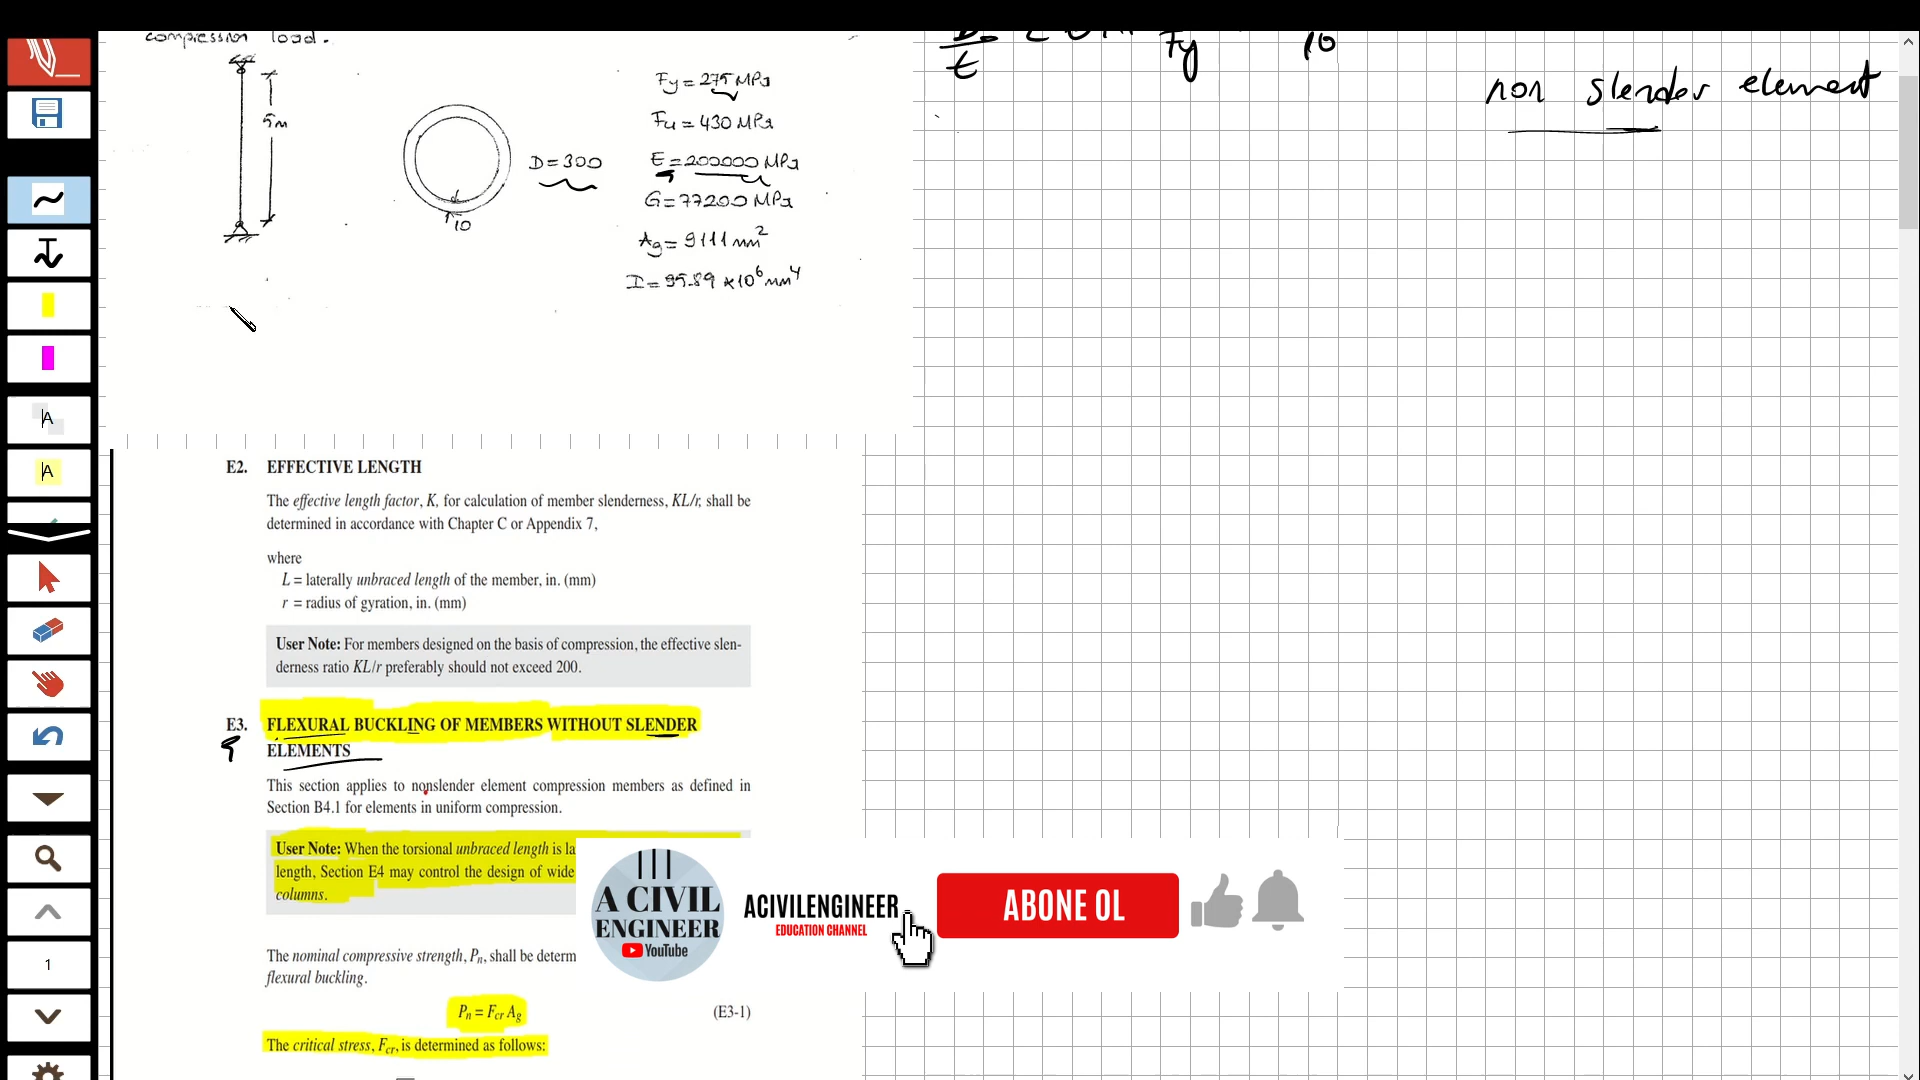 compression load.
5m
D=300
10
Fy = 275 MPa
Fu = 430 MPa
E = 200000 MPa
G = 77200 MPa
Ag = 9111 mm²
I = 95.89 x10⁶ mm⁴
t
Fy
10
non slender element
E2. EFFECTIVE LENGTH
The effective length factor, K, for calculation of member slenderness, KL/r, shall be
determined in accordance with Chapter C or Appendix 7,
where
L = laterally unbraced length of the member, in. (mm)
r = radius of gyration, in. (mm)
User Note: For members designed on the basis of compression, the effective slen-
derness ratio KL/r preferably should not exceed 200.
E3. FLEXURAL BUCKLING OF MEMBERS WITHOUT SLENDER
ELEMENTS
This section applies to nonslender element compression members as defined in
Section B4.1 for elements in uniform compression.
User Note: When the torsional unbraced length is la
length, Section E4 may control the design of wide
columns.
The nominal compressive strength, Pn, shall be determ
flexural buckling.
Pn = Fcr Ag (E3-1)
The critical stress, Fcr, is determined as follows:
A CIVIL
ENGINEER
YouTube
ACIVILENGINEER
EDUCATION CHANNEL
ABONE OL
A
A
1